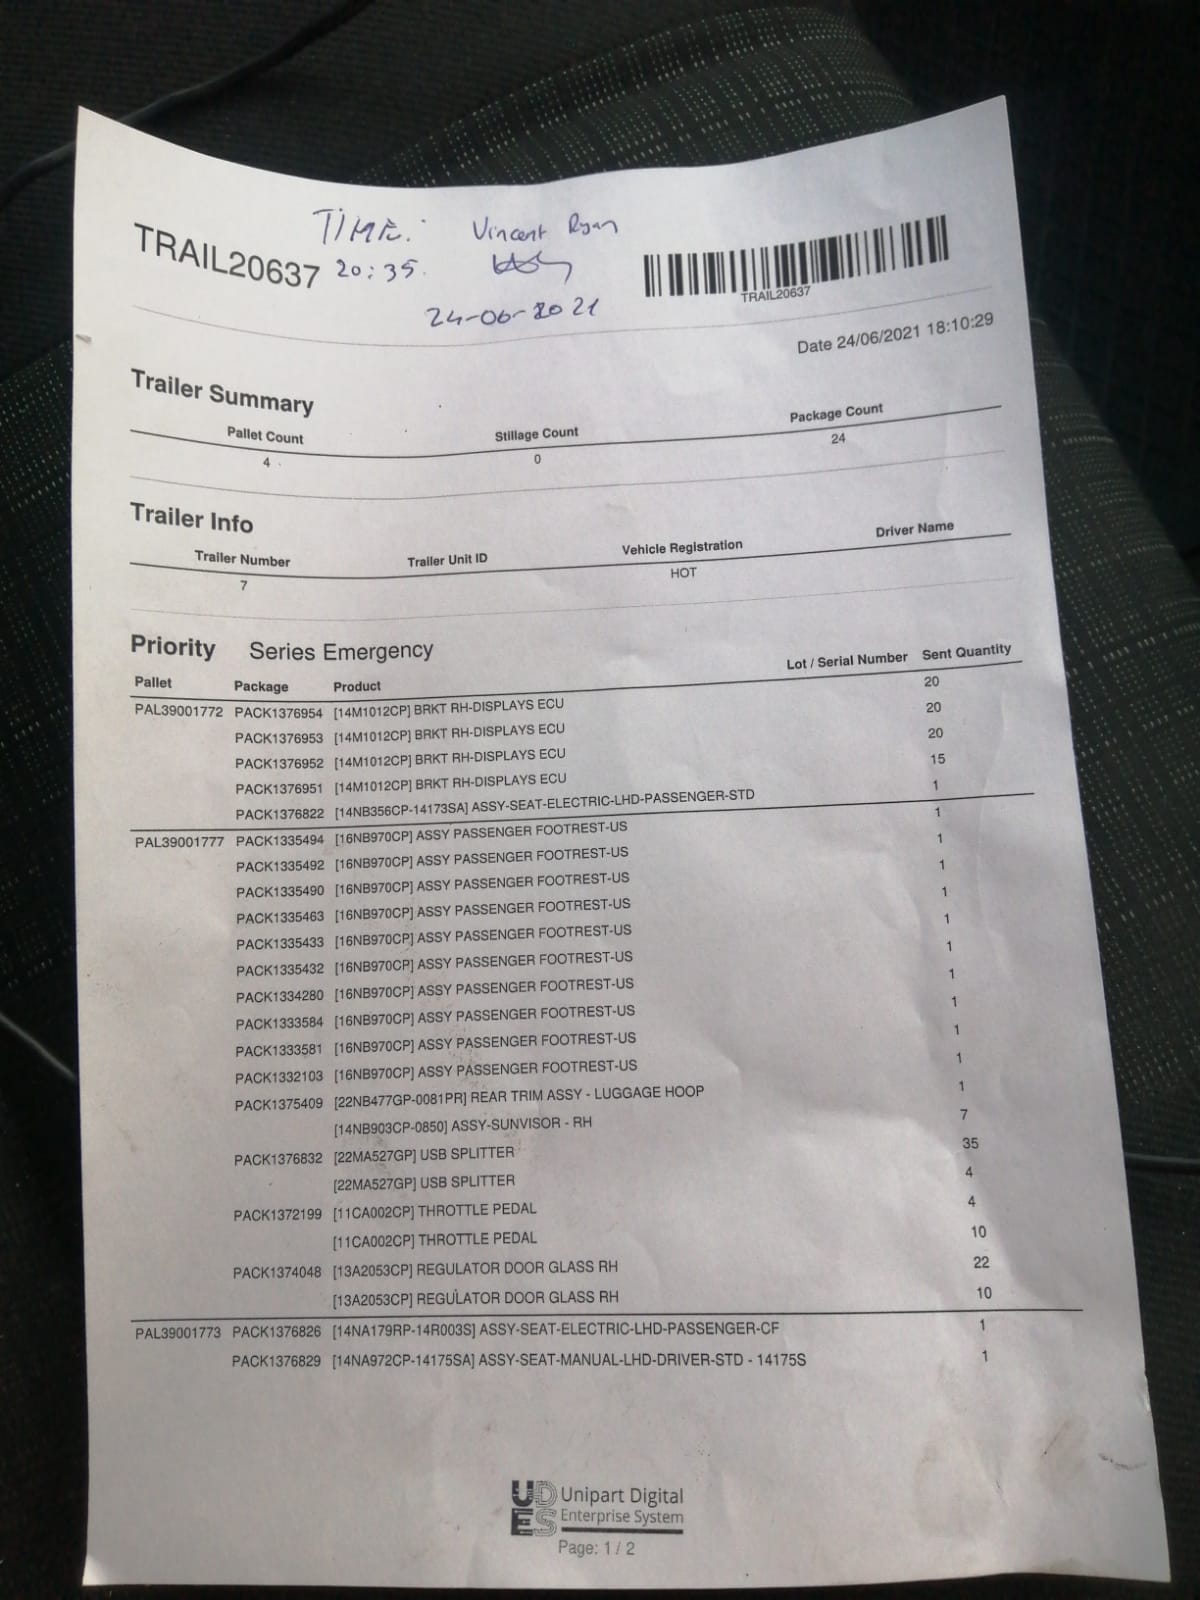 TIME: Vincent Ryan
TRAIL20637 20:35.
24-06-2021
TRAIL20637
Date 24/06/2021 18:10:29
Trailer Summary
Pallet Count Stillage Count Package Count
4 0 24
Trailer Info
Trailer Number Trailer Unit ID Vehicle Registration Driver Name
7 HOT
Priority Series Emergency
Pallet Package Product Lot / Serial Number Sent Quantity
PAL39001772 PACK1376954 [14M1012CP] BRKT RH-DISPLAYS ECU 20
PACK1376953 [14M1012CP] BRKT RH-DISPLAYS ECU 20
PACK1376952 [14M1012CP] BRKT RH-DISPLAYS ECU 20
PACK1376951 [14M1012CP] BRKT RH-DISPLAYS ECU 15
PACK1376822 [14NB356CP-14173SA] ASSY-SEAT-ELECTRIC-LHD-PASSENGER-STD 1
PAL39001777 PACK1335494 [16NB970CP] ASSY PASSENGER FOOTREST-US 1
PACK1335492 [16NB970CP] ASSY PASSENGER FOOTREST-US 1
PACK1335490 [16NB970CP] ASSY PASSENGER FOOTREST-US 1
PACK1335463 [16NB970CP] ASSY PASSENGER FOOTREST-US 1
PACK1335433 [16NB970CP] ASSY PASSENGER FOOTREST-US 1
PACK1335432 [16NB970CP] ASSY PASSENGER FOOTREST-US 1
PACK1334280 [16NB970CP] ASSY PASSENGER FOOTREST-US 1
PACK1333584 [16NB970CP] ASSY PASSENGER FOOTREST-US 1
PACK1333581 [16NB970CP] ASSY PASSENGER FOOTREST-US 1
PACK1332103 [16NB970CP] ASSY PASSENGER FOOTREST-US 1
PACK1375409 [22NB477GP-0081PR] REAR TRIM ASSY - LUGGAGE HOOP 1
[14NB903CP-0850] ASSY-SUNVISOR - RH 7
PACK1376832 [22MA527GP] USB SPLITTER 35
[22MA527GP] USB SPLITTER 4
PACK1372199 [11CA002CP] THROTTLE PEDAL 4
[11CA002CP] THROTTLE PEDAL 10
PACK1374048 [13A2053CP] REGULATOR DOOR GLASS RH 22
[13A2053CP] REGULATOR DOOR GLASS RH 10
PAL39001773 PACK1376826 [14NA179RP-14R003S] ASSY-SEAT-ELECTRIC-LHD-PASSENGER-CF 1
PACK1376829 [14NA972CP-14175SA] ASSY-SEAT-MANUAL-LHD-DRIVER-STD - 14175S 1
UDES Unipart Digital
Enterprise System
Page: 1 / 2